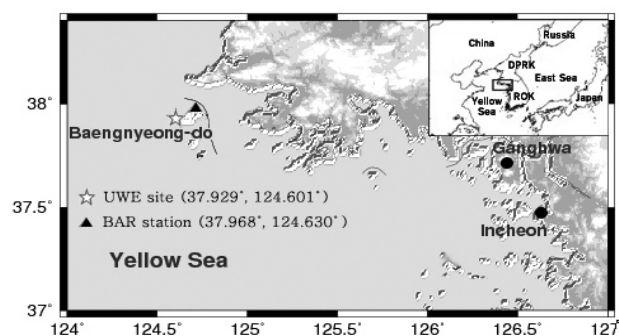 China
Russia
DPRK
East Sea
Yellow
Sea
ROK
Japan
38˚
37.5˚
37˚
Baengnyeong-do
Ganghwa
Incheon
☆ UWE site (37.929˚, 124.601˚)
▲ BAR station (37.968˚, 124.630˚)
Yellow Sea
124˚ 124.5˚ 125˚ 125.5˚ 126˚ 126.5˚ 127˚